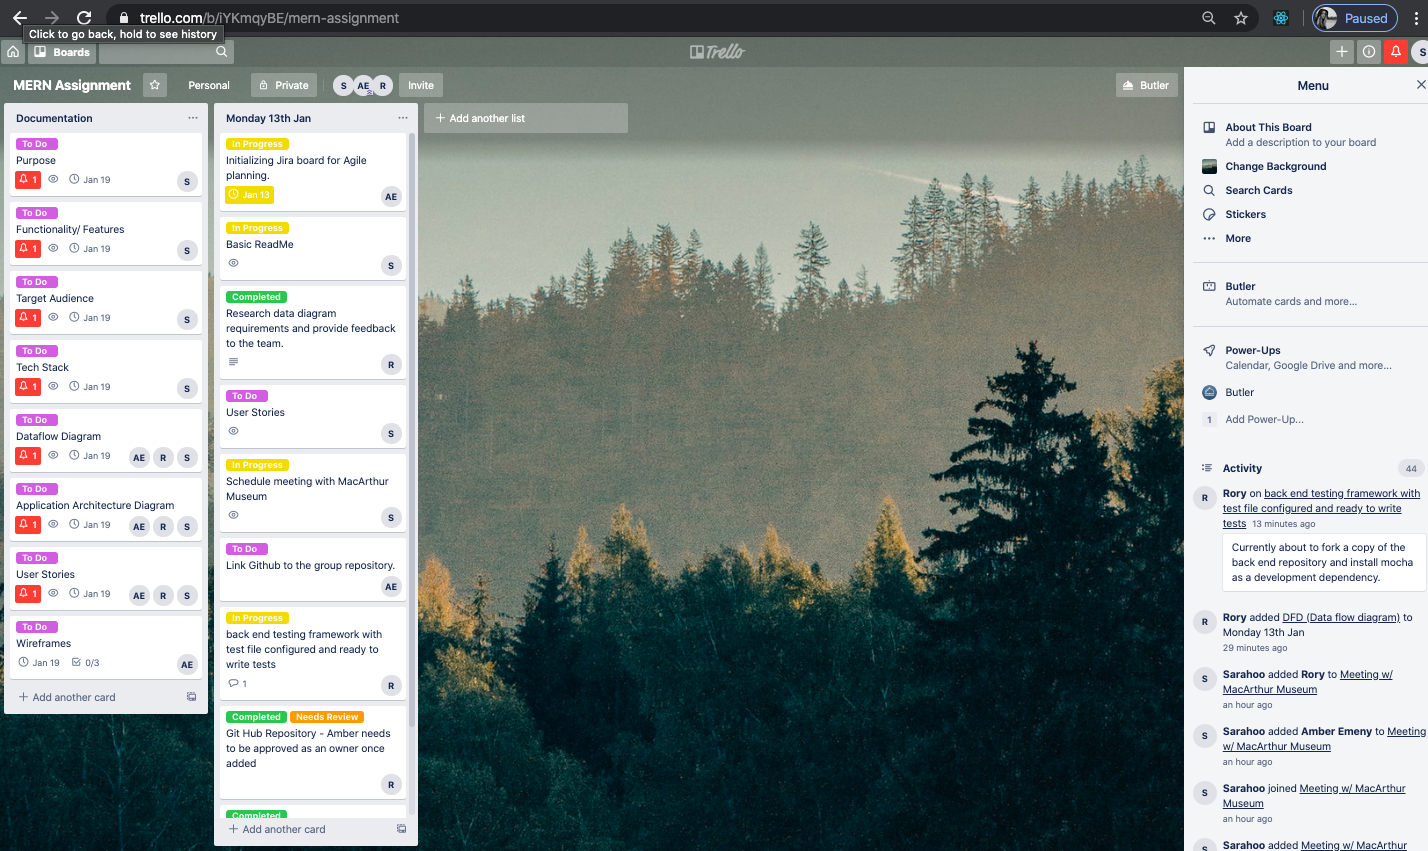 trello.com/b/iYKmqyBE/mern-assignment
Paused
Click to go back, hold to see history
Boards
Trello
S
MERN Assignment
Personal
Private
S AE R
Invite
Butler
Documentation
To Do
Purpose
1 Jan 19 S
To Do
Functionality/ Features
1 Jan 19 S
To Do
Target Audience
1 Jan 19 S
To Do
Tech Stack
1 Jan 19 S
To Do
Dataflow Diagram
1 Jan 19 AE R S
To Do
Application Architecture Diagram
1 Jan 19 AE R S
To Do
User Stories
1 Jan 19 AE R S
To Do
Wireframes
Jan 19 0/3 AE
+ Add another card
Monday 13th Jan
In Progress
Initializing Jira board for Agile
planning.
Jan 13
AE
In Progress
Basic ReadMe
S
Completed
Research data diagram
requirements and provide feedback
to the team.
R
To Do
User Stories
S
In Progress
Schedule meeting with MacArthur
Museum
S
To Do
Link Github to the group repository.
AE
In Progress
back end testing framework with
test file configured and ready to
write tests
1 R
Completed Needs Review
Git Hub Repository - Amber needs
to be approved as an owner once
added
R
Completed
+ Add another card
+ Add another list
Menu
About This Board
Add a description to your board
Change Background
Search Cards
Stickers
More
Butler
Automate cards and more...
Power-Ups
Calendar, Google Drive and more...
Butler
1 Add Power-Up...
Activity 44
R Rory on back end testing framework with
test file configured and ready to write
tests 13 minutes ago
Currently about to fork a copy of the
back end repository and install mocha
as a development dependency.
R Rory added DFD (Data flow diagram) to
Monday 13th Jan
29 minutes ago
S Sarahoo added Rory to Meeting w/
MacArthur Museum
an hour ago
S Sarahoo added Amber Emeny to Meeting
w/ MacArthur Museum
an hour ago
S Sarahoo joined Meeting w/ MacArthur
Museum
an hour ago
S Sarahoo added Meeting w/ MacArthur